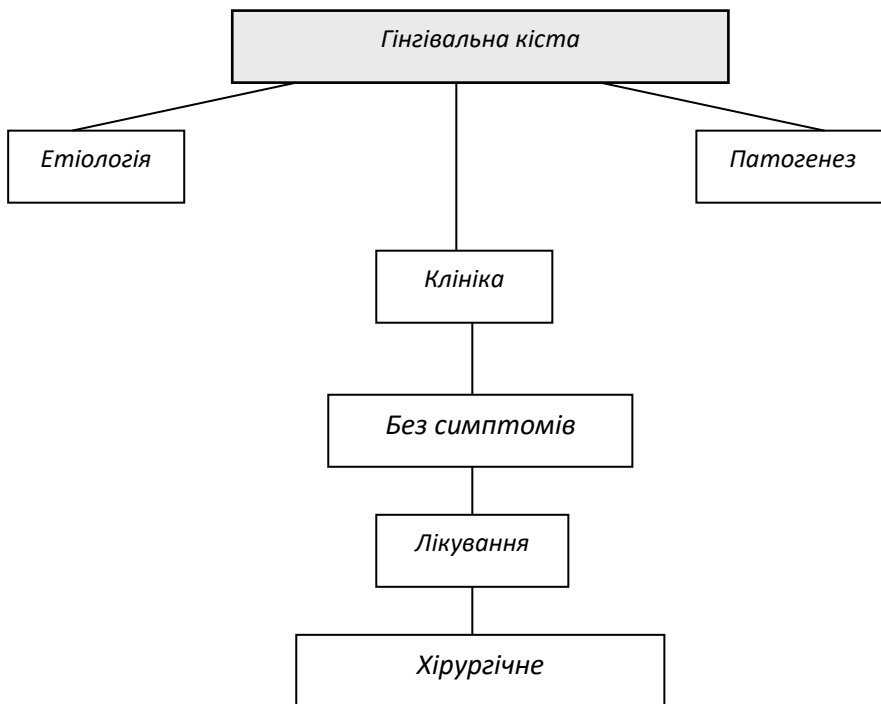 Гінгівальна кіста
Етіологія
Патогенез
Клініка
Без симптомів
Лікування
Хірургічне